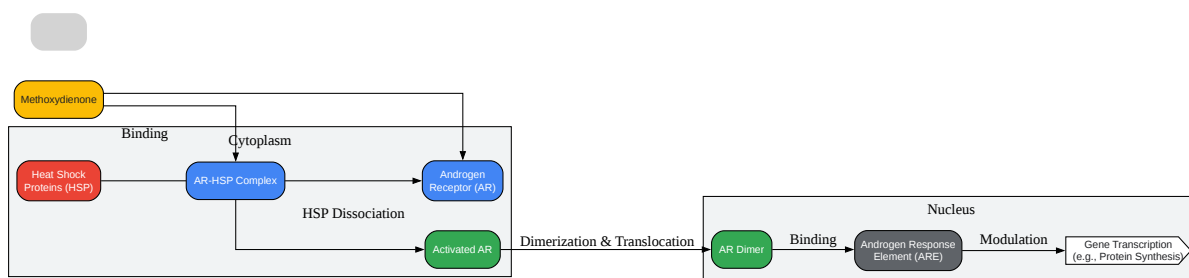 Methoxydienone
Binding
Cytoplasm
Heat Shock
Proteins (HSP)
AR-HSP Complex
Androgen
Receptor (AR)
HSP Dissociation
Activated AR
Dimerization & Translocation
Nucleus
AR Dimer
Binding
Androgen Response
Element (ARE)
Modulation
Gene Transcription
(e.g., Protein Synthesis)